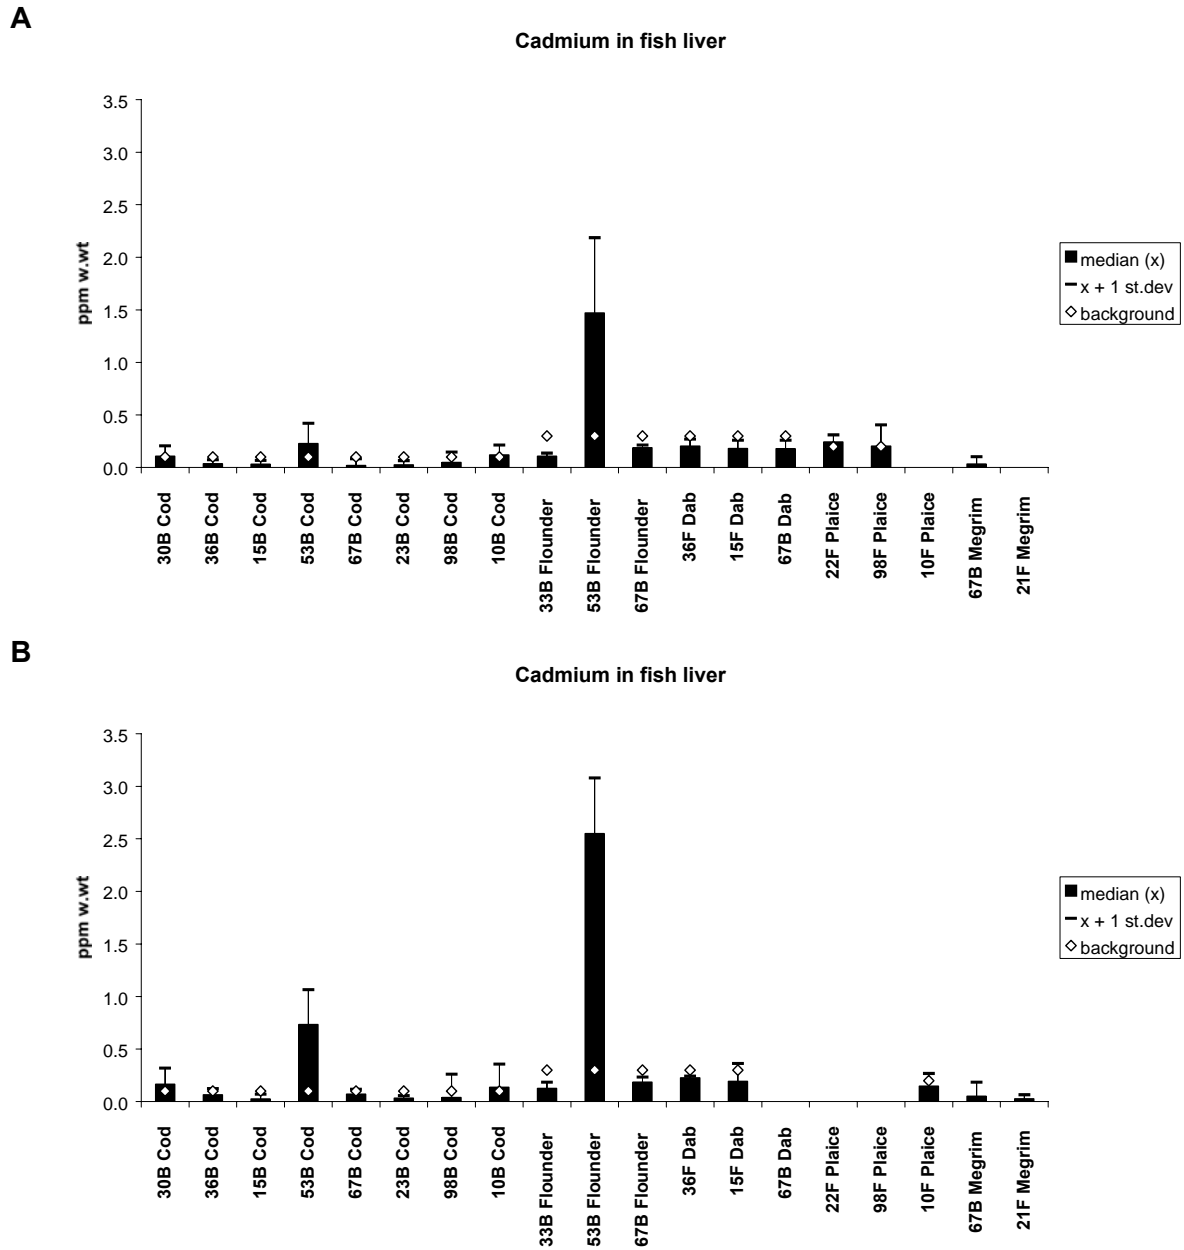 A
Cadmium in fish liver
3.5
3.0
2.5
2.0
1.5
1.0
0.5
0.0
ppm w.wt
30B Cod
36B Cod
15B Cod
53B Cod
67B Cod
23B Cod
98B Cod
10B Cod
33B Flounder
53B Flounder
67B Flounder
36F Dab
15F Dab
67B Dab
22F Plaice
98F Plaice
10F Plaice
67B Megrim
21F Megrim
median (x)
x + 1 st.dev
background
B
Cadmium in fish liver
3.5
3.0
2.5
2.0
1.5
1.0
0.5
0.0
ppm w.wt
30B Cod
36B Cod
15B Cod
53B Cod
67B Cod
23B Cod
98B Cod
10B Cod
33B Flounder
53B Flounder
67B Flounder
36F Dab
15F Dab
67B Dab
22F Plaice
98F Plaice
10F Plaice
67B Megrim
21F Megrim
median (x)
x + 1 st.dev
background